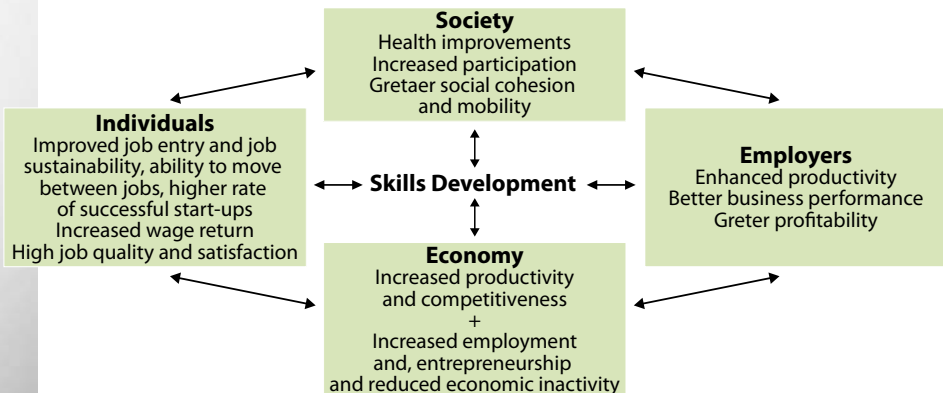 Society
Health improvements
Increased participation
Gretaer social cohesion
and mobility
Individuals
Improved job entry and job
sustainability, ability to move
between jobs, higher rate
of successful start-ups
Increased wage return
High job quality and satisfaction
Skills Development
Employers
Enhanced productivity
Better business performance
Greter profitability
Economy
Increased productivity
and competitiveness
+
Increased employment
and, entrepreneurship
and reduced economic inactivity